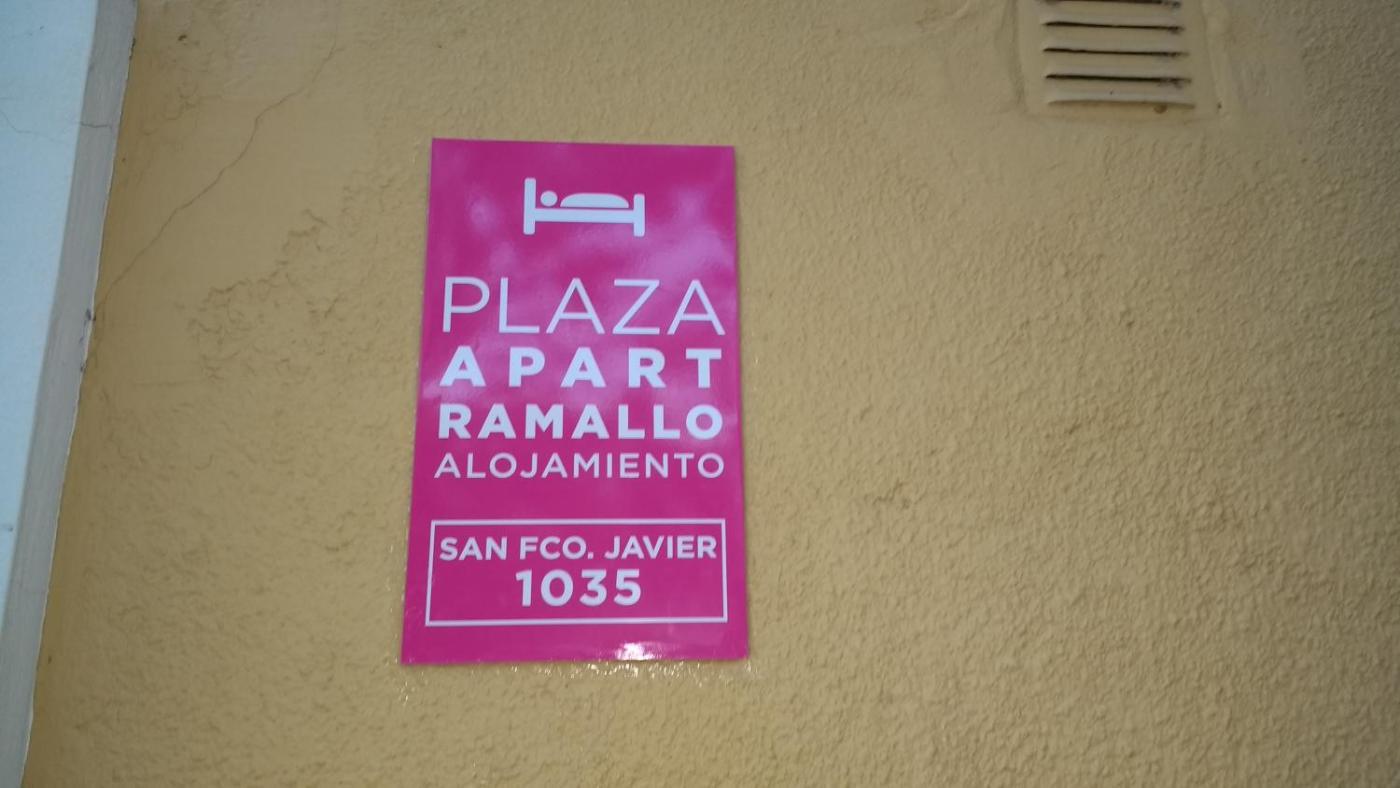 PLAZA
APART
RAMALLO
ALOJAMIENTO
SAN FCO. JAVIER
1035